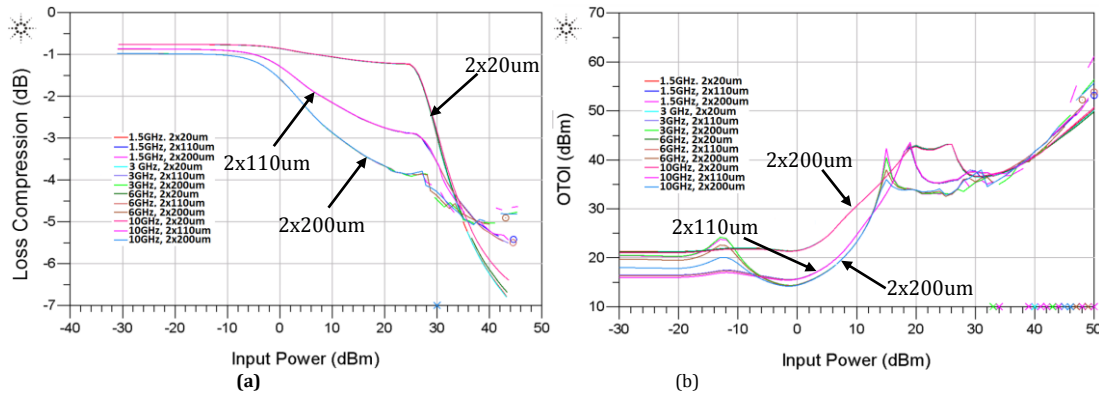 Loss Compression (dB)
0
-1
-2
-3
-4
-5
-6
-7
-40
-30
-20
-10
0
10
20
30
40
50
Input Power (dBm)
1.5GHz, 2x20um
1.5GHz, 2x110um
1.5GHz, 2x200um
3 GHz, 2x20um
3GHz, 2x110um
3GHz, 2x200um
6GHz, 2x20um
6GHz, 2x110um
6GHz, 2x200um
10GHz, 2x20um
10GHz, 2x110um
10GHz, 2x200um
2x20um
2x110um
2x200um
(a)
OTOI (dBm)
70
60
50
40
30
20
10
-30
-20
-10
0
10
20
30
40
50
Input Power (dBm)
1.5GHz, 2x20um
1.5GHz, 2x110um
1.5GHz, 2x200um
3 GHz, 2x20um
3GHz, 2x110um
3GHz, 2x200um
6GHz, 2x20um
6GHz, 2x110um
6GHz, 2x200um
10GHz, 2x20um
10GHz, 2x110um
10GHz, 2x200um
2x200um
2x110um
2x200um
(b)